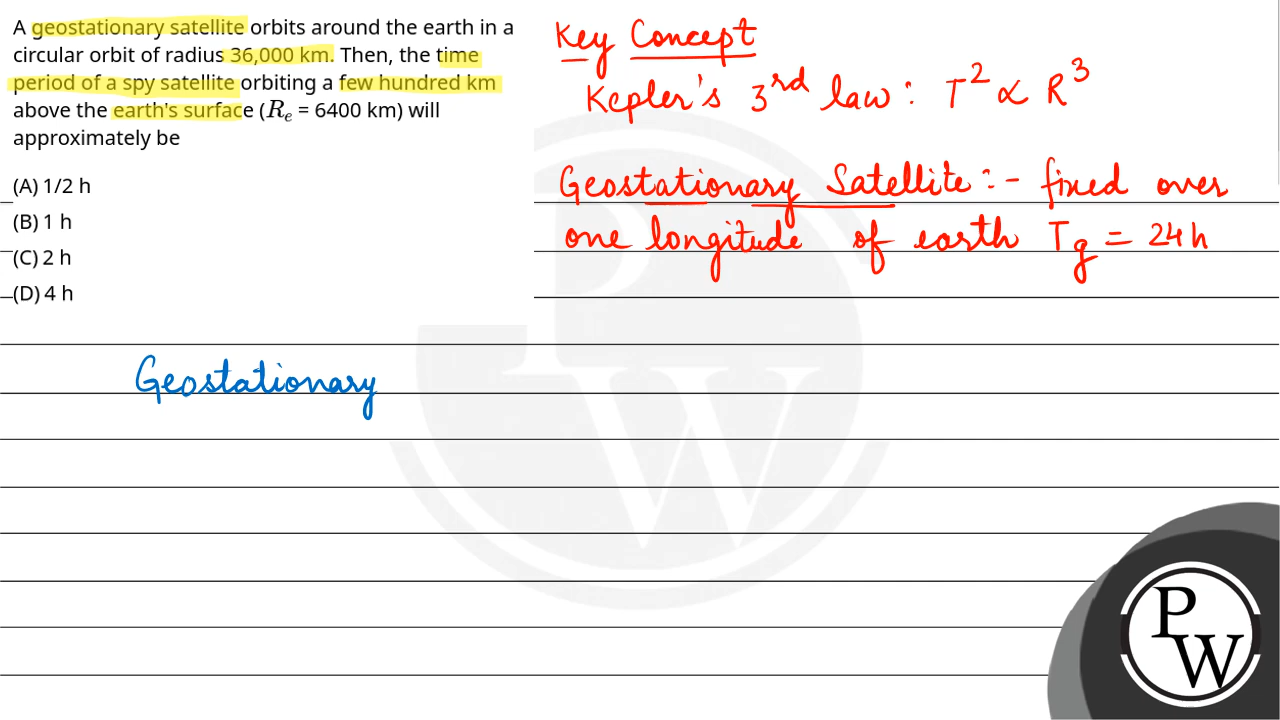 A geostationary satellite orbits around the earth in a
circular orbit of radius 36,000 km. Then, the time
period of a spy satellite orbiting a few hundred km
above the earth's surface (Rₑ = 6400 km) will
approximately be
(A) 1/2 h
(B) 1 h
(C) 2 h
(D) 4 h
Key Concept
Kepler's 3rd law : T² ∝ R³
Geostationary Satellite :- fixed over
one longitude of earth Tg = 24h
Geostationary
PW
PW